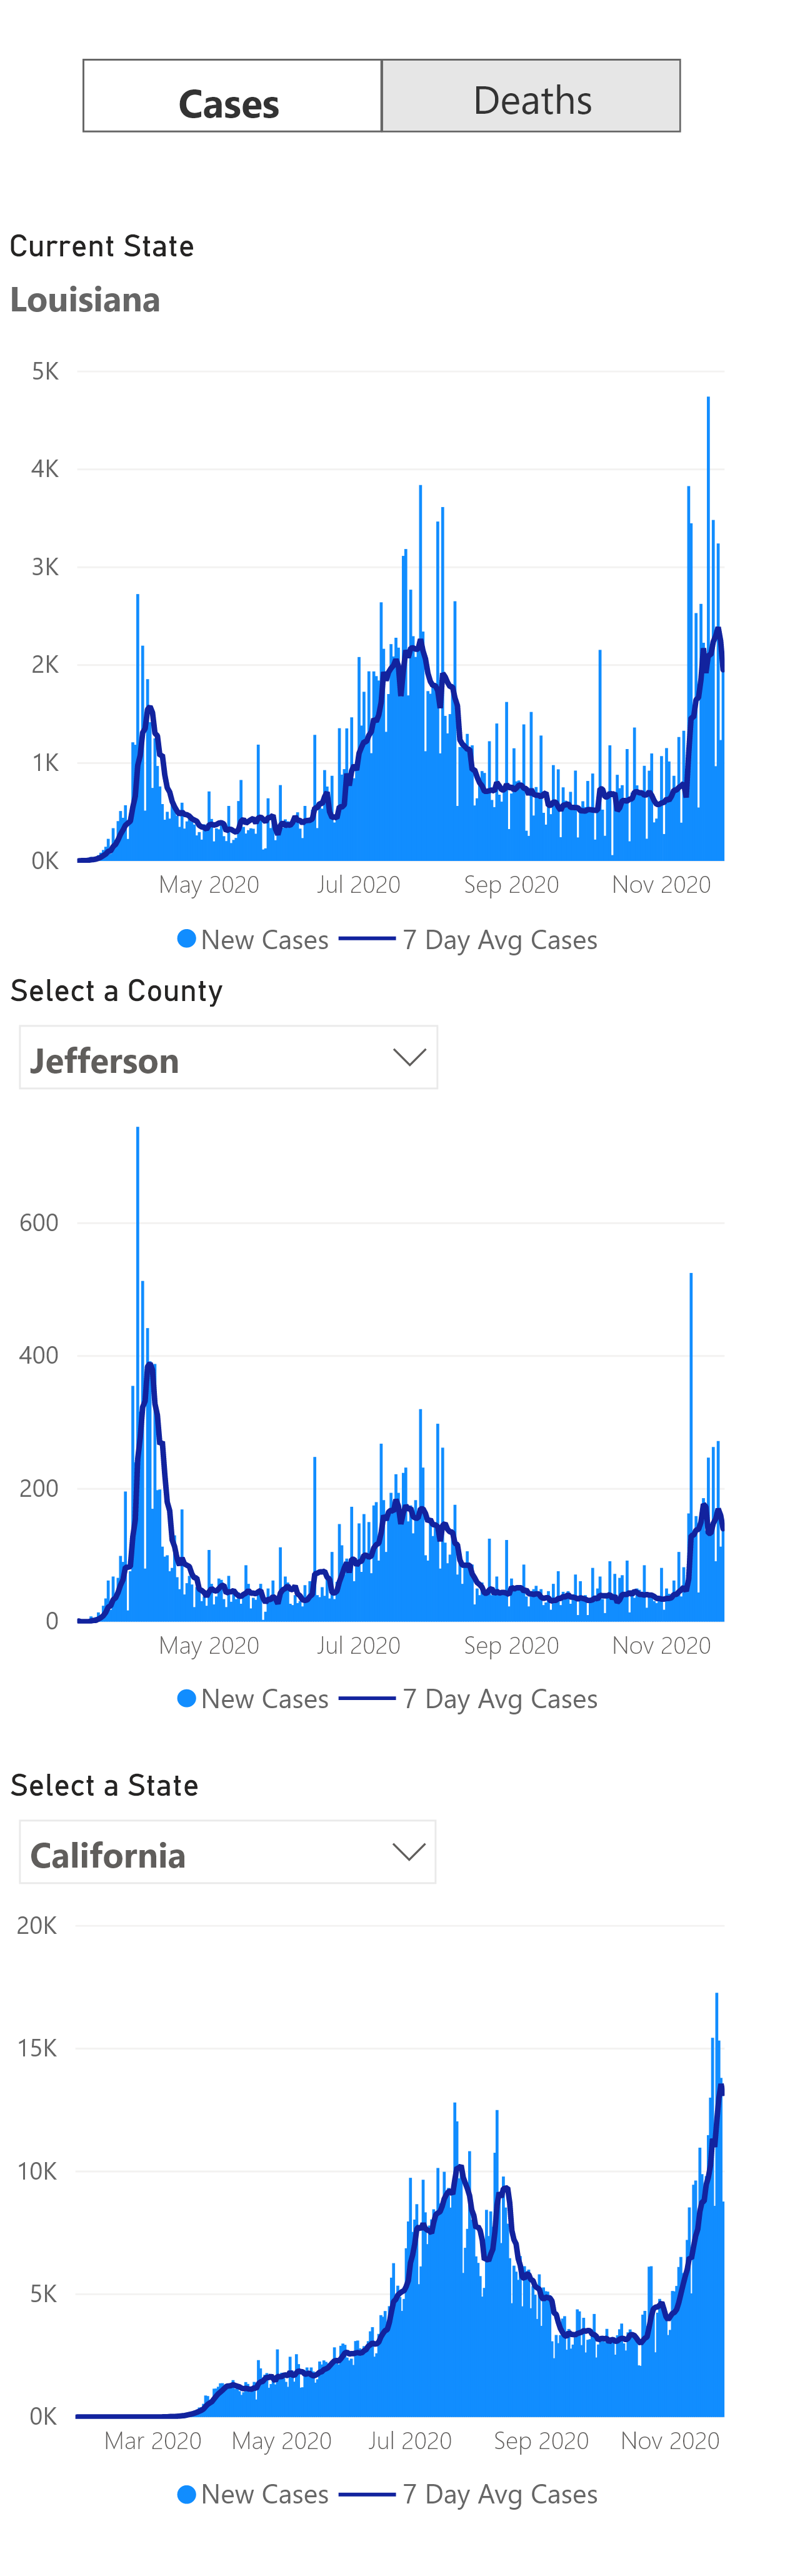 Cases Deaths
Current State
Louisiana
5K
4K
3K
2K
1K
0K
May 2020 Jul 2020 Sep 2020 Nov 2020
New Cases 7 Day Avg Cases
Select a County
Jefferson
600
400
200
0
May 2020 Jul 2020 Sep 2020 Nov 2020
New Cases 7 Day Avg Cases
Select a State
California
20K
15K
10K
5K
0K
Mar 2020 May 2020 Jul 2020 Sep 2020 Nov 2020
New Cases 7 Day Avg Cases